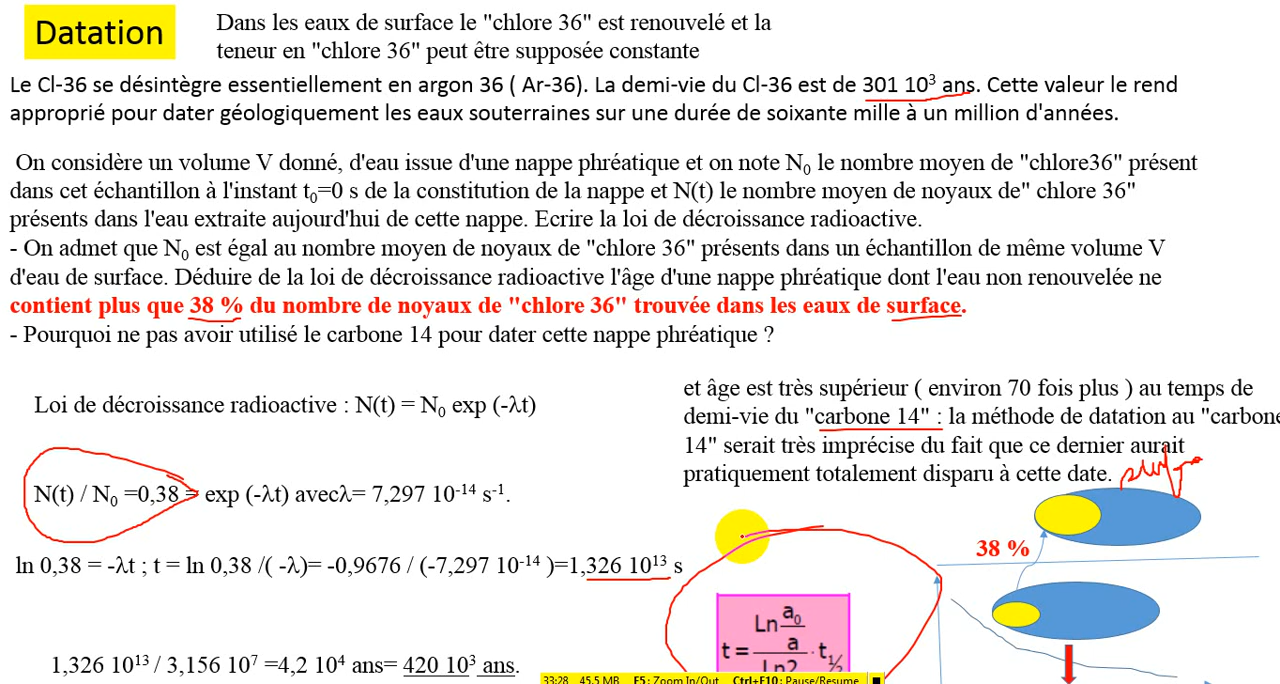 Datation
Dans les eaux de surface le "chlore 36" est renouvelé et la
teneur en "chlore 36" peut être supposée constante
Le Cl-36 se désintègre essentiellement en argon 36 ( Ar-36). La demi-vie du Cl-36 est de 301 10³ ans. Cette valeur le rend
approprié pour dater géologiquement les eaux souterraines sur une durée de soixante mille à un million d'années.
On considère un volume V donné, d'eau issue d'une nappe phréatique et on note N₀ le nombre moyen de "chlore36" présent
dans cet échantillon à l'instant t₀=0 s de la constitution de la nappe et N(t) le nombre moyen de noyaux de" chlore 36"
présents dans l'eau extraite aujourd'hui de cette nappe. Ecrire la loi de décroissance radioactive.
- On admet que N₀ est égal au nombre moyen de noyaux de "chlore 36" présents dans un échantillon de même volume V
d'eau de surface. Déduire de la loi de décroissance radioactive l'âge d'une nappe phréatique dont l'eau non renouvelée ne
contient plus que 38 % du nombre de noyaux de "chlore 36" trouvée dans les eaux de surface.
- Pourquoi ne pas avoir utilisé le carbone 14 pour dater cette nappe phréatique ?
Loi de décroissance radioactive : N(t) = N₀ exp (-λt)
N(t) / N₀ =0,38 = exp (-λt) avecλ= 7,297 10⁻¹⁴ s⁻¹.
ln 0,38 = -λt ; t = ln 0,38 /( -λ)= -0,9676 / (-7,297 10⁻¹⁴ )=1,326 10¹³ s
1,326 10¹³ / 3,156 10⁷ =4,2 10⁴ ans= 420 10³ ans.
et âge est très supérieur ( environ 70 fois plus ) au temps de
demi-vie du "carbone 14" : la méthode de datation au "carbone
14" serait très imprécise du fait que ce dernier aurait
pratiquement totalement disparu à cette date.
38 %
t = Ln a₀/a / Ln2 . t½
33:28 45,5 MB F5: Zoom In/Out Ctrl+F10: Pause/Resume